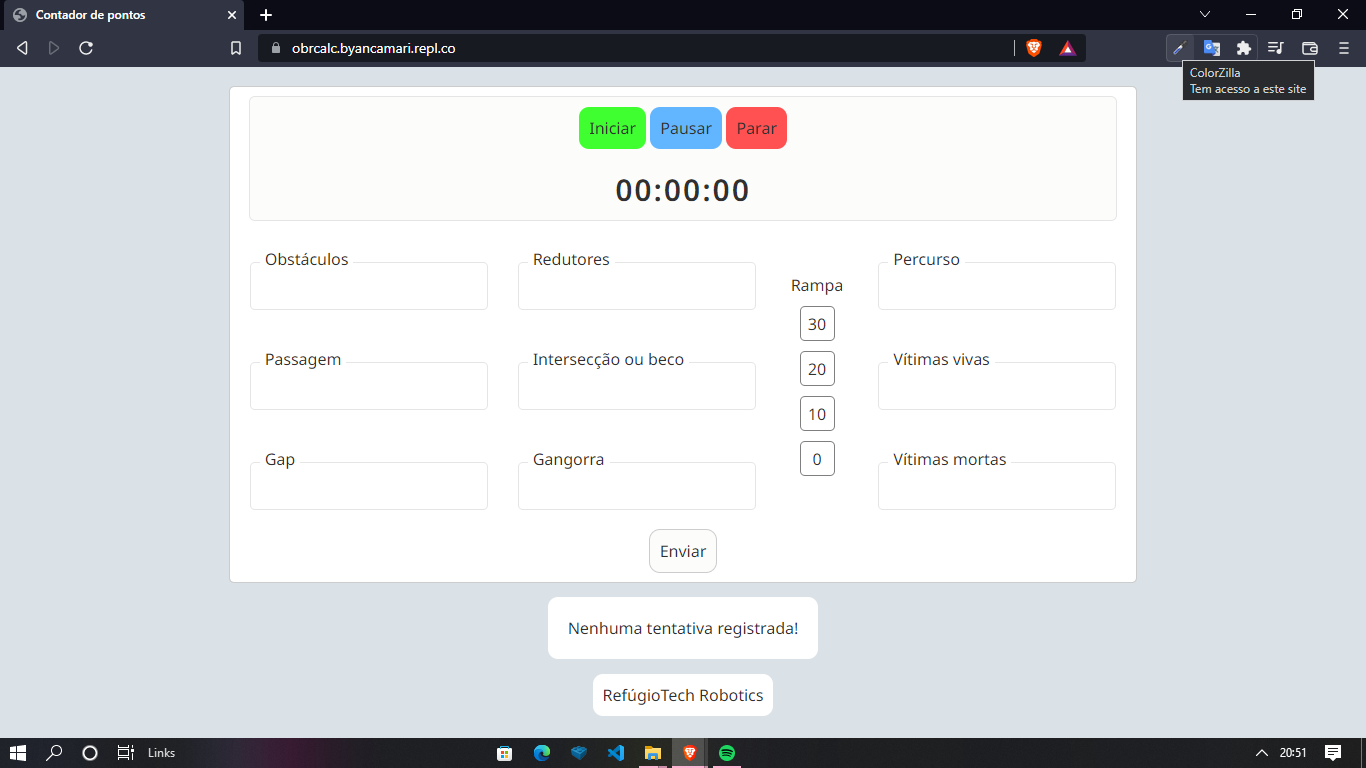 Contador de pontos
obrcalc.byancamari.repl.co
ColorZilla
Tem acesso a este site
Iniciar Pausar Parar
00:00:00
Obstáculos
Redutores
Percurso
Rampa
30
Passagem
Intersecção ou beco
Vítimas vivas
20
10
Gap
Gangorra
Vítimas mortas
0
Enviar
Nenhuma tentativa registrada!
RefúgioTech Robotics
Links
20:51